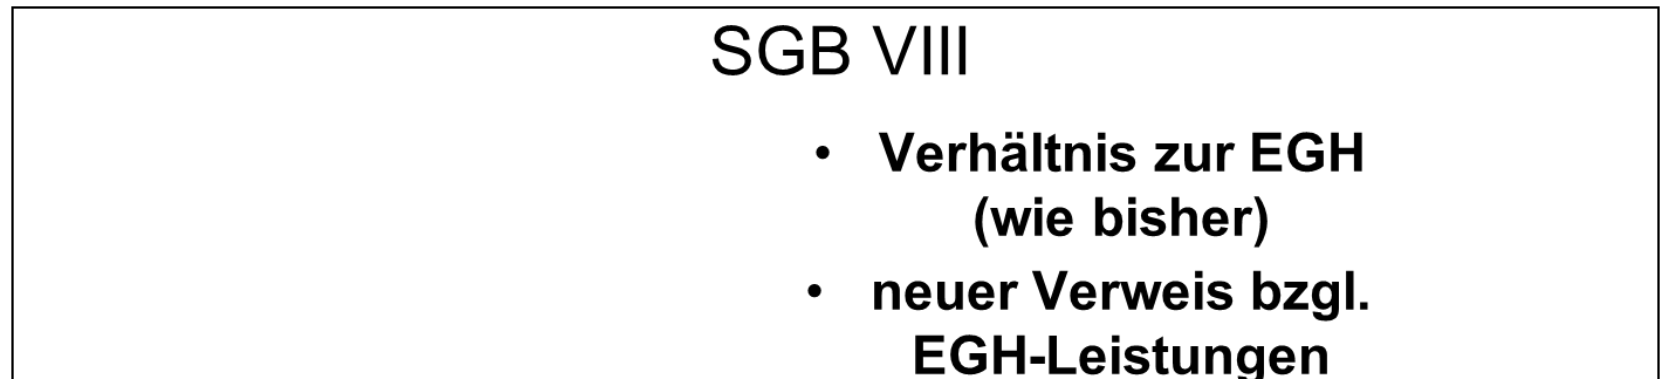 SGB VIII
• Verhältnis zur EGH
(wie bisher)
• neuer Verweis bzgl.
EGH-Leistungen